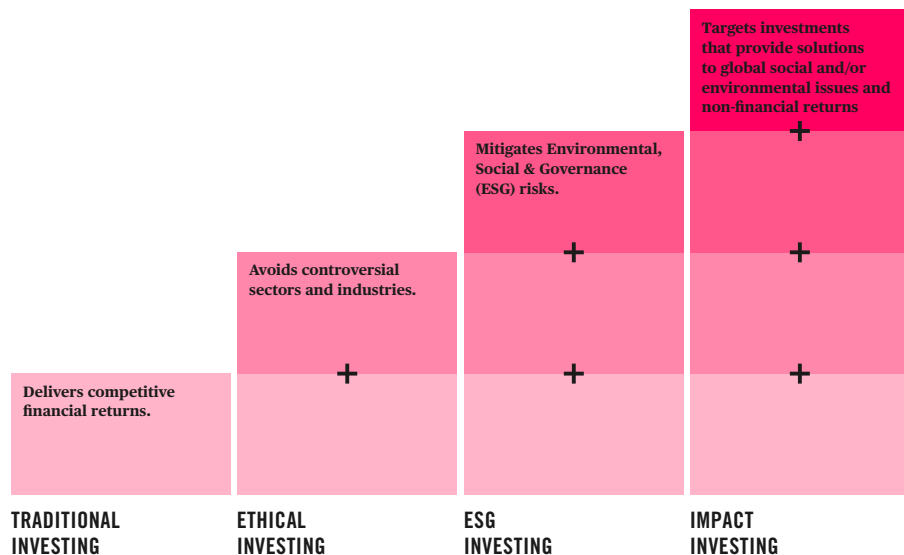 Targets investments
that provide solutions
to global social and/or
environmental issues and
non-financial returns
+
Mitigates Environmental,
Social & Governance
(ESG) risks.
+
+
Avoids controversial
sectors and industries.
+
+
+
Delivers competitive
financial returns.
TRADITIONAL
INVESTING
ETHICAL
INVESTING
ESG
INVESTING
IMPACT
INVESTING